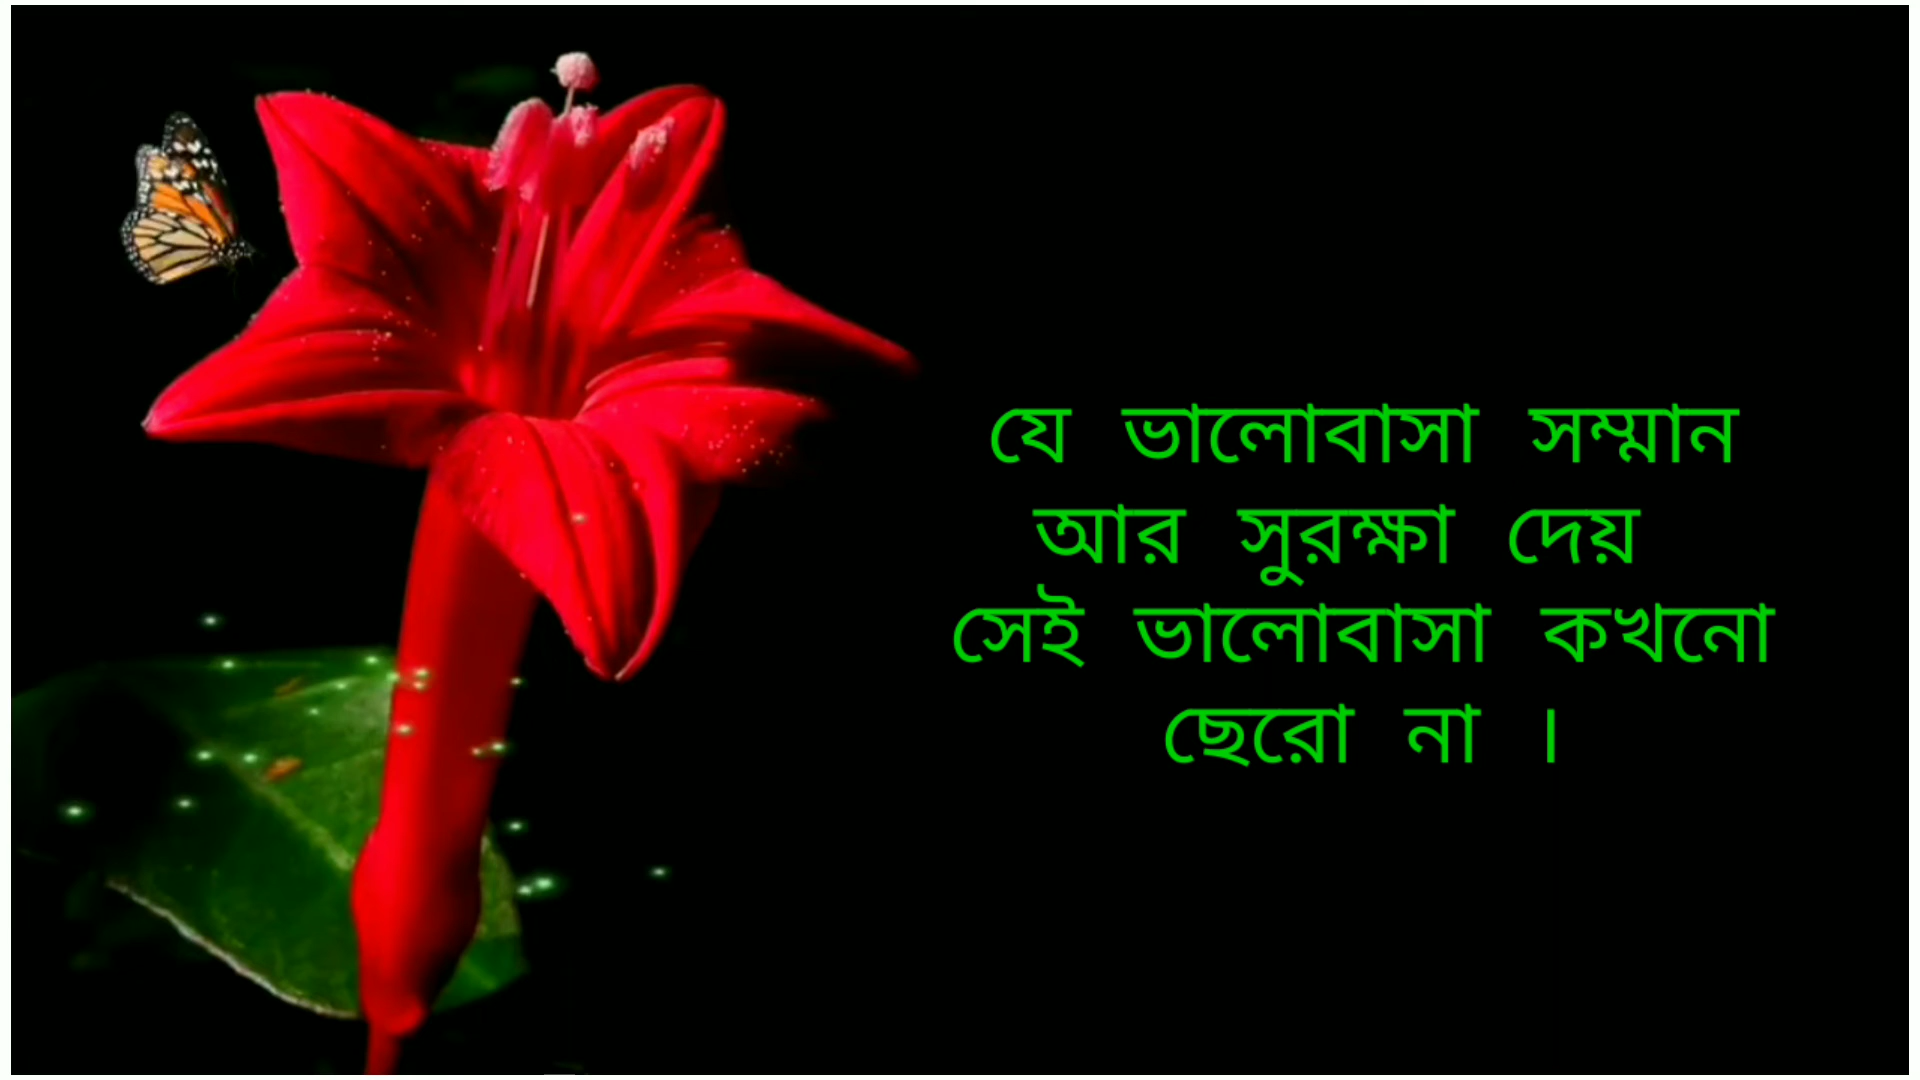 যে ভালোবাসা সম্মান
আর সুরক্ষা দেয়
সেই ভালোবাসা কখনো
ছেরো না ।